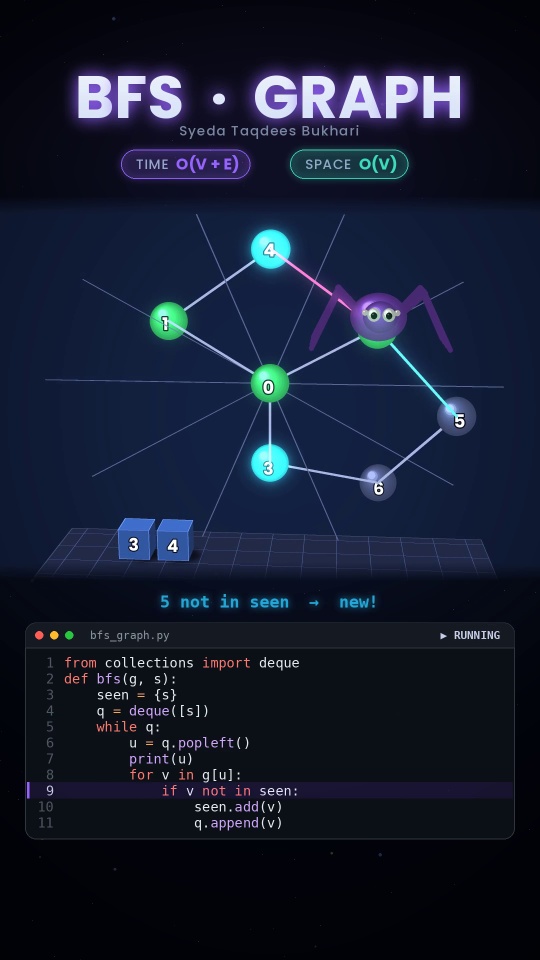 BFS · GRAPH
Syeda Taqdees Bukhari
TIME O(V + E) SPACE O(V)
4
1
0
5
3
6
3 4
5 not in seen → new!
bfs_graph.py ▶ RUNNING
1 from collections import deque
2 def bfs(g, s):
3     seen = {s}
4     q = deque([s])
5     while q:
6         u = q.popleft()
7         print(u)
8         for v in g[u]:
9             if v not in seen:
10                 seen.add(v)
11                 q.append(v)